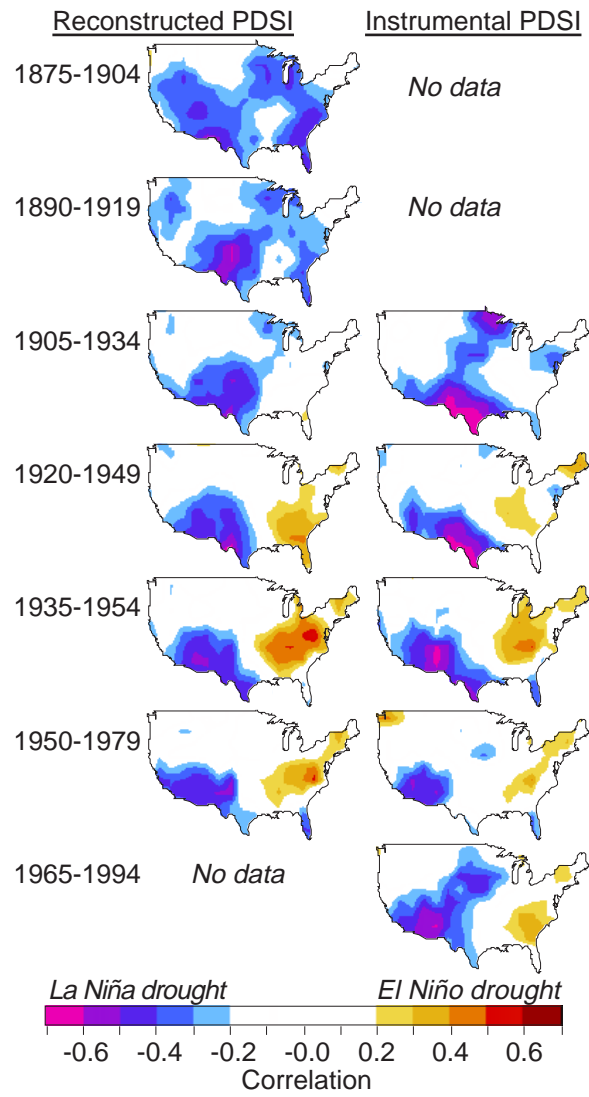 Reconstructed PDSI Instrumental PDSI
1875-1904 No data
1890-1919 No data
1905-1934
1920-1949
1935-1954
1950-1979
1965-1994 No data
La Niña drought El Niño drought
-0.6 -0.4 -0.2 -0.0 0.2 0.4 0.6
Correlation